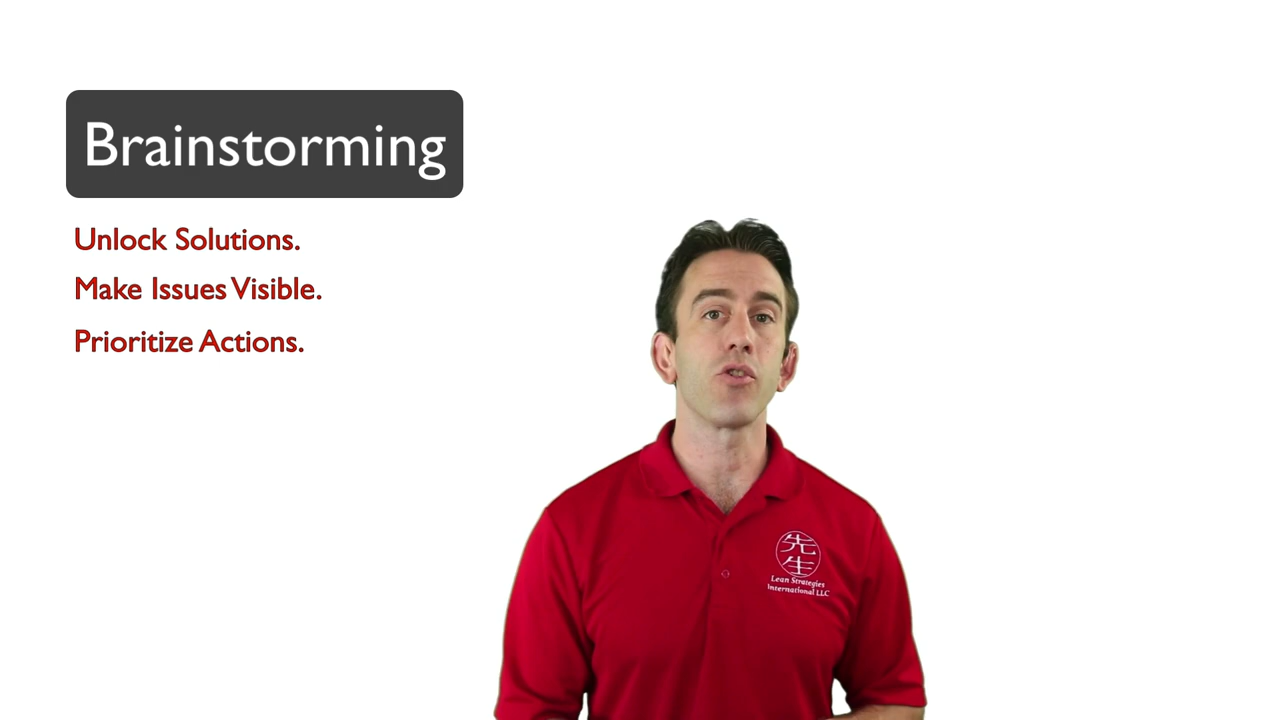 Brainstorming
Unlock Solutions.
Make Issues Visible.
Prioritize Actions.
先
生
Lean Strategies
International LLC